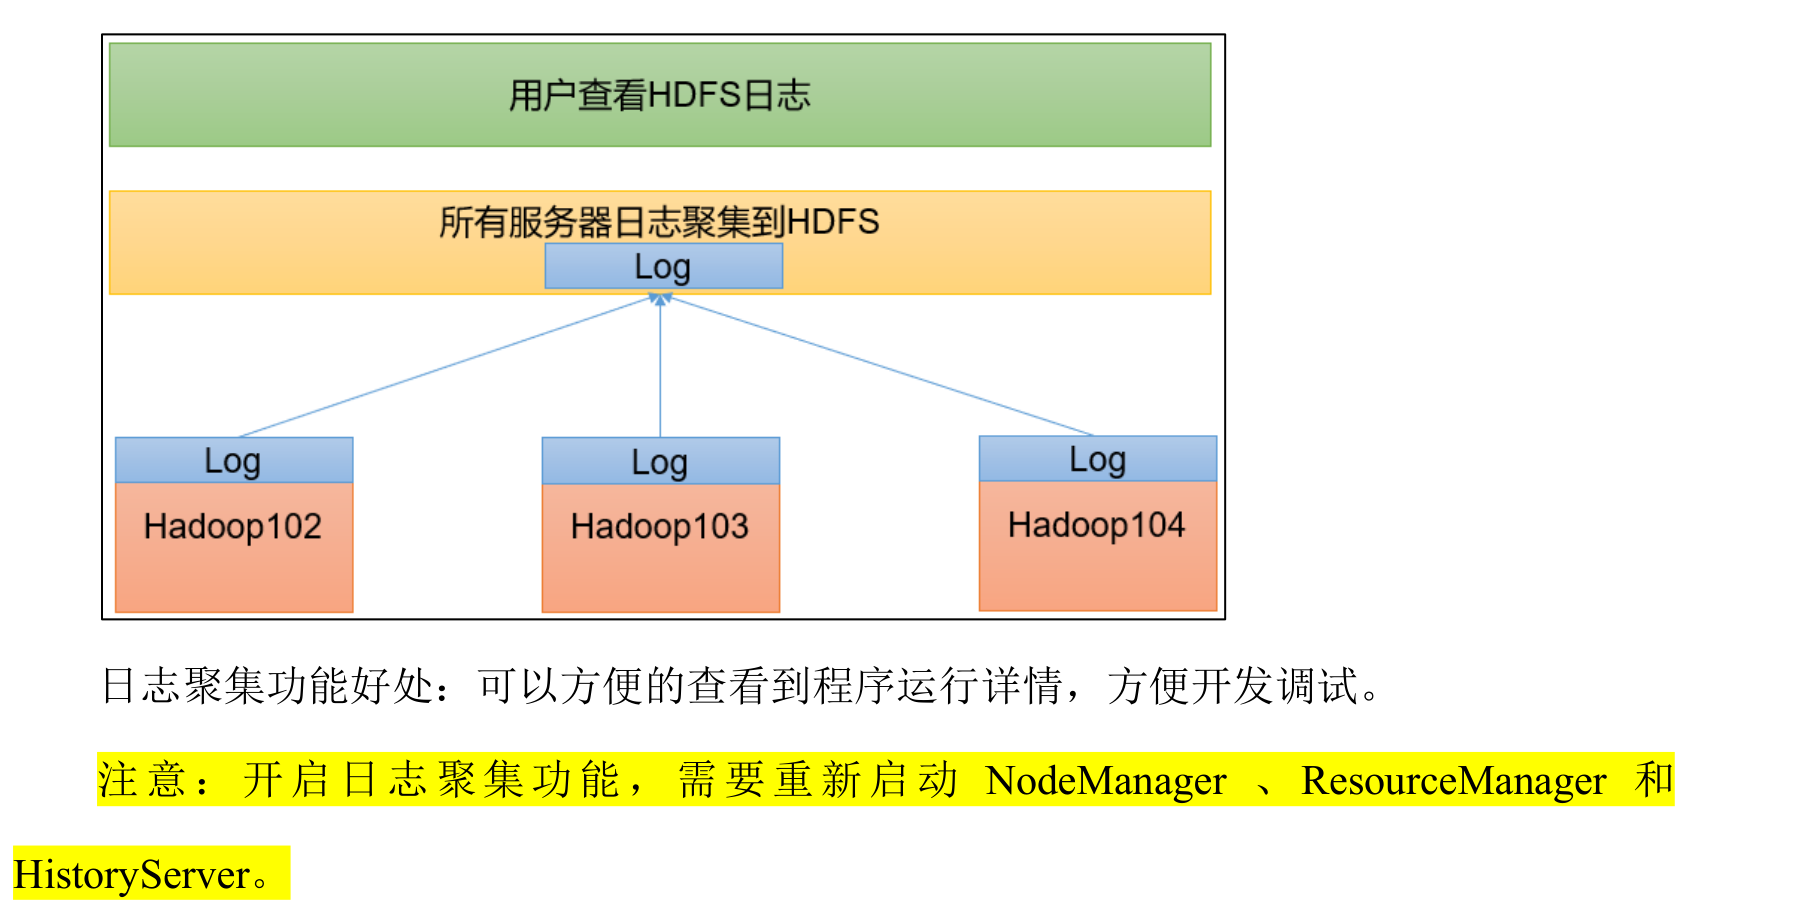 用户查看HDFS日志
所有服务器日志聚集到HDFS
Log
Log
Log
Log
Hadoop102
Hadoop103
Hadoop104
日志聚集功能好处：可以方便的查看到程序运行详情，方便开发调试。
注意：开启日志聚集功能，需要重新启动 NodeManager 、ResourceManager 和
HistoryServer。